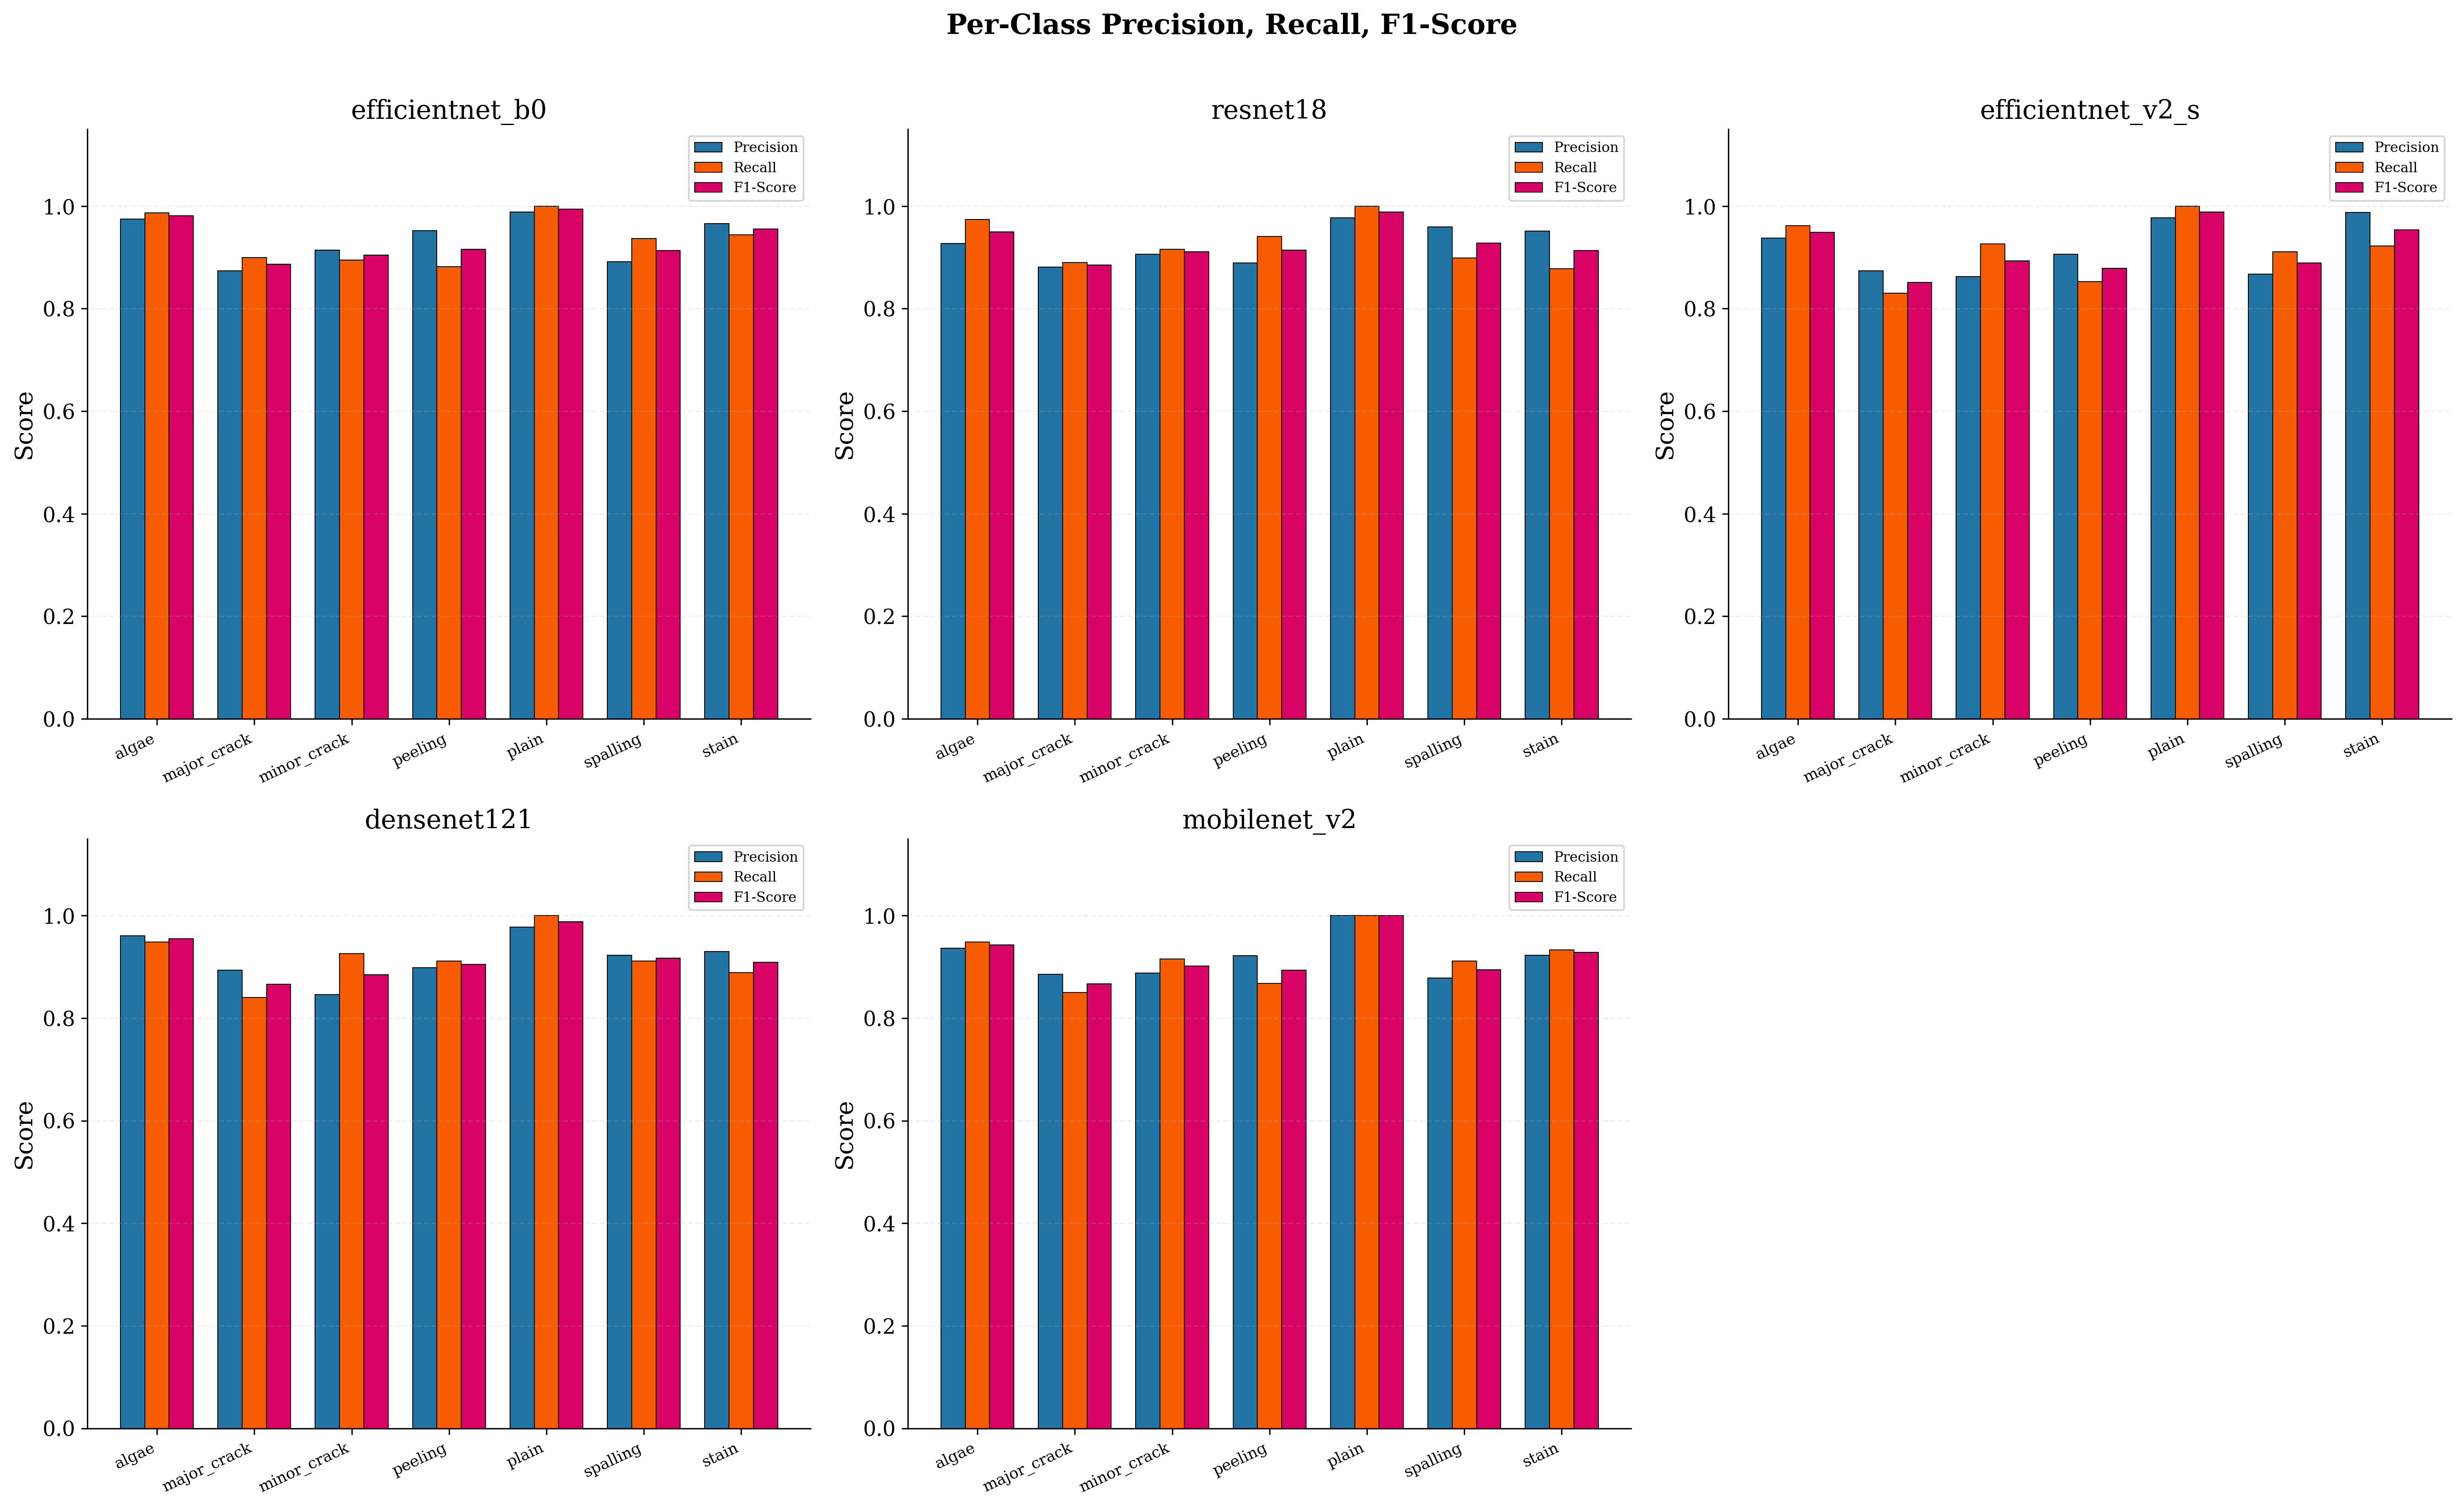 Per-Class Precision, Recall, F1-Score
efficientnet_b0
Precision
Recall
F1-Score
1.0
0.8
0.6
0.4
0.2
0.0
Score
algae
major_crack
minor_crack
peeling
plain
spalling
stain
resnet18
Precision
Recall
F1-Score
1.0
0.8
0.6
0.4
0.2
0.0
Score
algae
major_crack
minor_crack
peeling
plain
spalling
stain
efficientnet_v2_s
Precision
Recall
F1-Score
1.0
0.8
0.6
0.4
0.2
0.0
Score
algae
major_crack
minor_crack
peeling
plain
spalling
stain
densenet121
Precision
Recall
F1-Score
1.0
0.8
0.6
0.4
0.2
0.0
Score
algae
major_crack
minor_crack
peeling
plain
spalling
stain
mobilenet_v2
Precision
Recall
F1-Score
1.0
0.8
0.6
0.4
0.2
0.0
Score
algae
major_crack
minor_crack
peeling
plain
spalling
stain